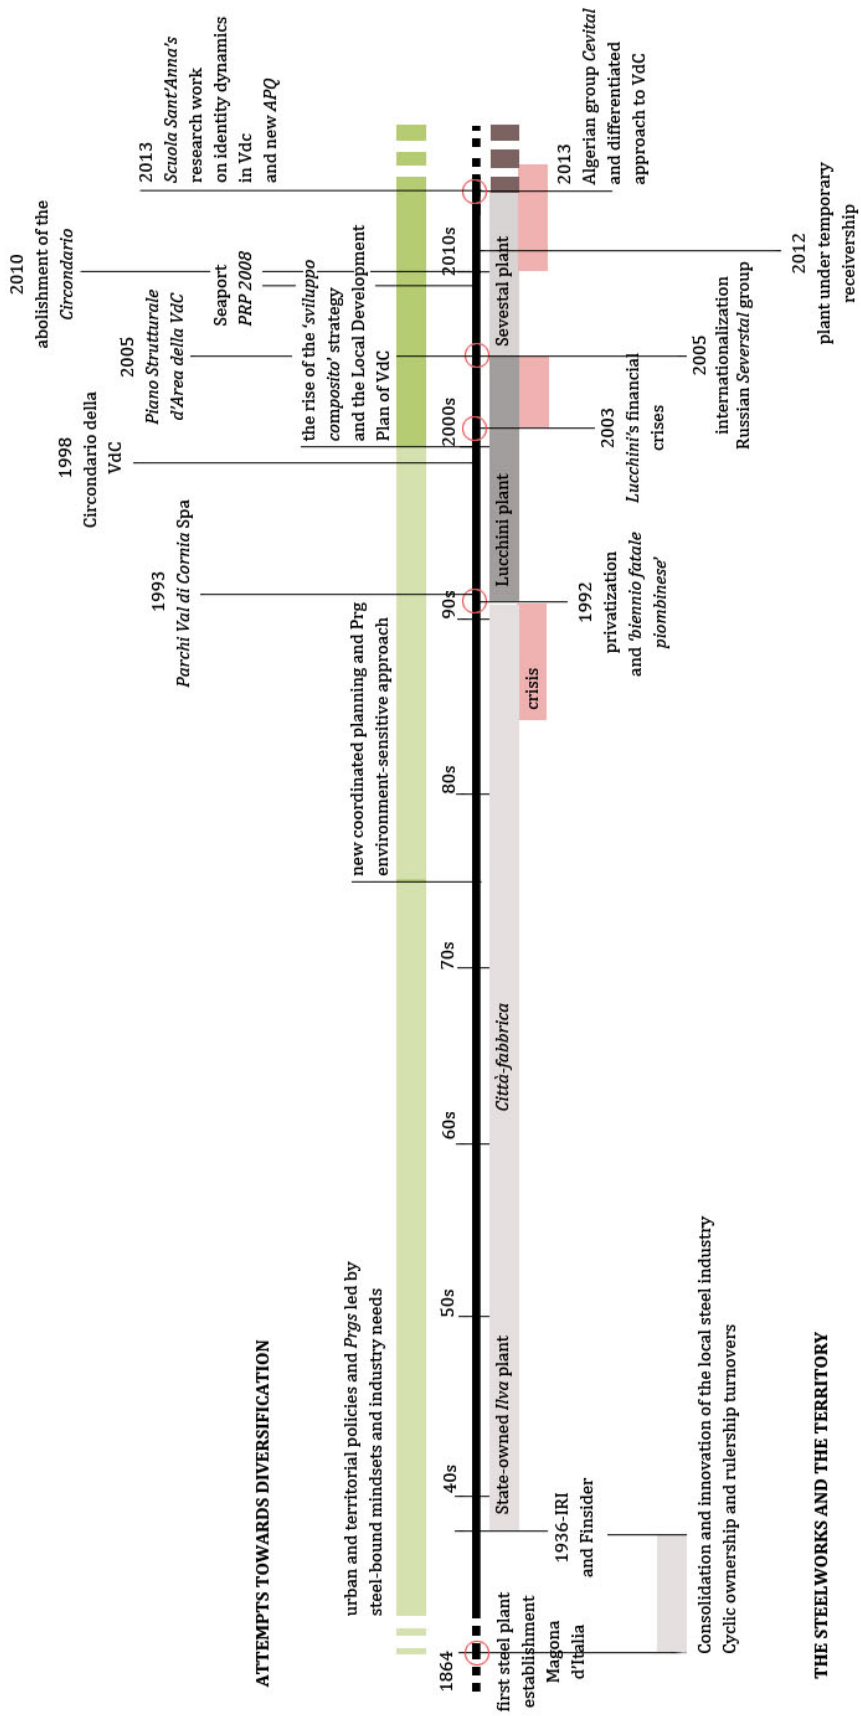 ATTEMPTS TOWARDS DIVERSIFICATION
urban and territorial policies and Prgs led by
steel-bound mindsets and industry needs
new coordinated planning and Prg
environment-sensitive approach
1993
Parchi Val di Cornia Spa
1998
Circondario della
VdC
the rise of the 'sviluppo
composito' strategy
and the Local Development
Plan of VdC
2005
Piano Strutturale
d'Area della VdC
Seaport
PRP 2008
2010
abolishment of the
Circondario
2013
Scuola Sant'Anna's
research work
on identity dynamics
in Vdc
and new APQ
1864
40s
50s
60s
70s
80s
90s
2000s
2010s
State-owned Ilva plant
Città-fabbrica
Lucchini plant
Sevestal plant
crisis
first steel plant
establishment
Magona
d'Italia
1936-IRI
and Finsider
Consolidation and innovation of the local steel industry
Cyclic ownership and rulership turnovers
1992
privatization
and 'biennio fatale
piombinese'
2003
Lucchini's financial
crises
2005
internationalization
Russian Severstal group
2012
plant under temporary
receivership
2013
Algerian group Cevital
and differentiated
approach to VdC
THE STEELWORKS AND THE TERRITORY